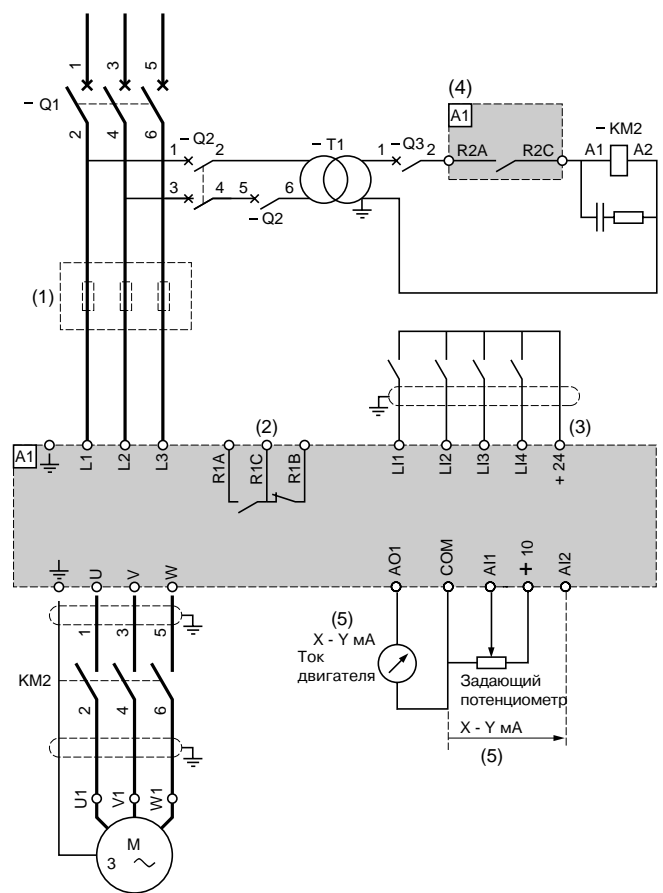 1 3 5
– Q1
2 4 6
(4)
A1
– Q2
1 2
– T1
1 – Q3 2
R2A R2C
– KM2
A1 A2
3 4 5 6
– Q2
(1)
(2)
(3)
A1
L1 L2 L3
R1A R1C R1B
LI1 LI2 LI3 LI4 + 24
U V W
AO1 COM AI1 + 10 AI2
1 3 5
(5)
X - Y мА
Ток
двигателя
KM2
Задающий
потенциометр
2 4 6
X - Y мА
(5)
U1 V1 W1
M
3